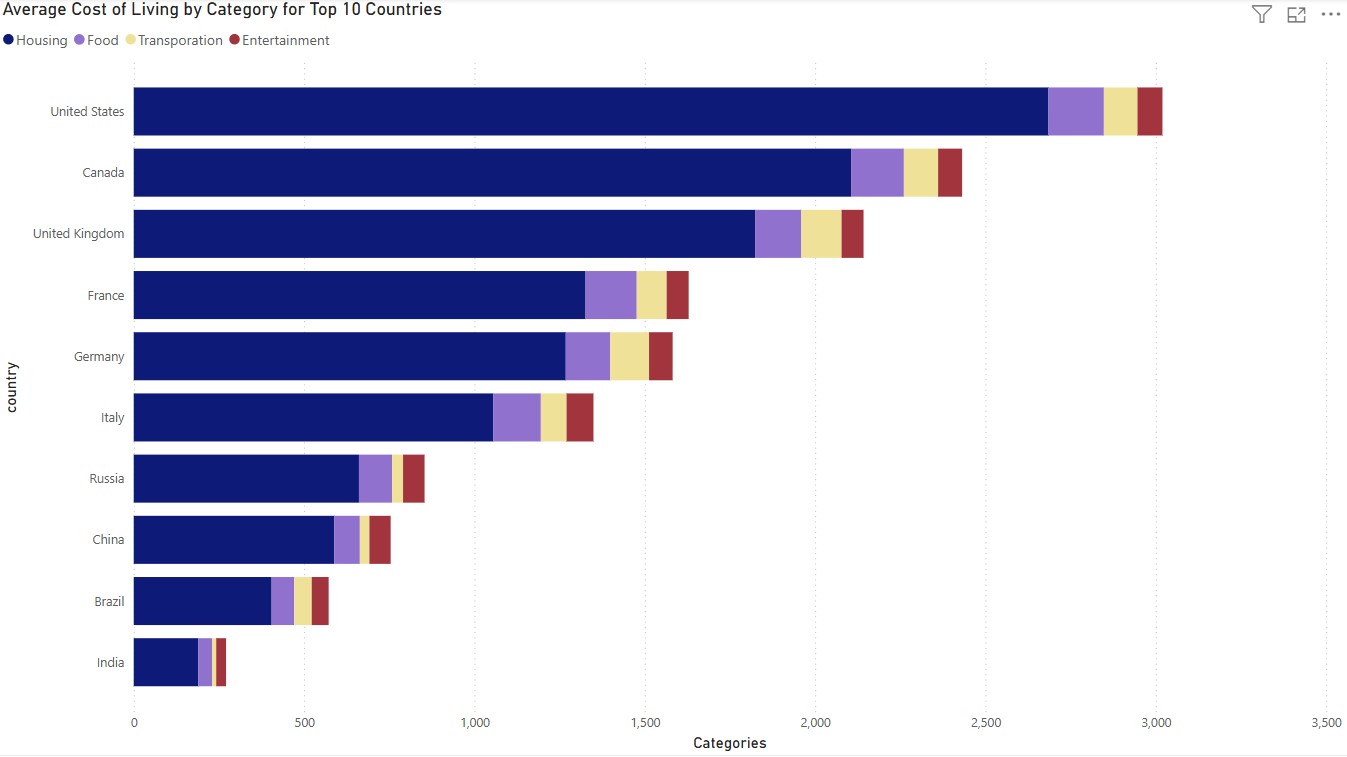 Average Cost of Living by Category for Top 10 Countries
Housing Food Transporation Entertainment
United States
Canada
United Kingdom
France
Germany
Italy
Russia
China
Brazil
India
country
0 500 1,000 1,500 2,000 2,500 3,000 3,500
Categories